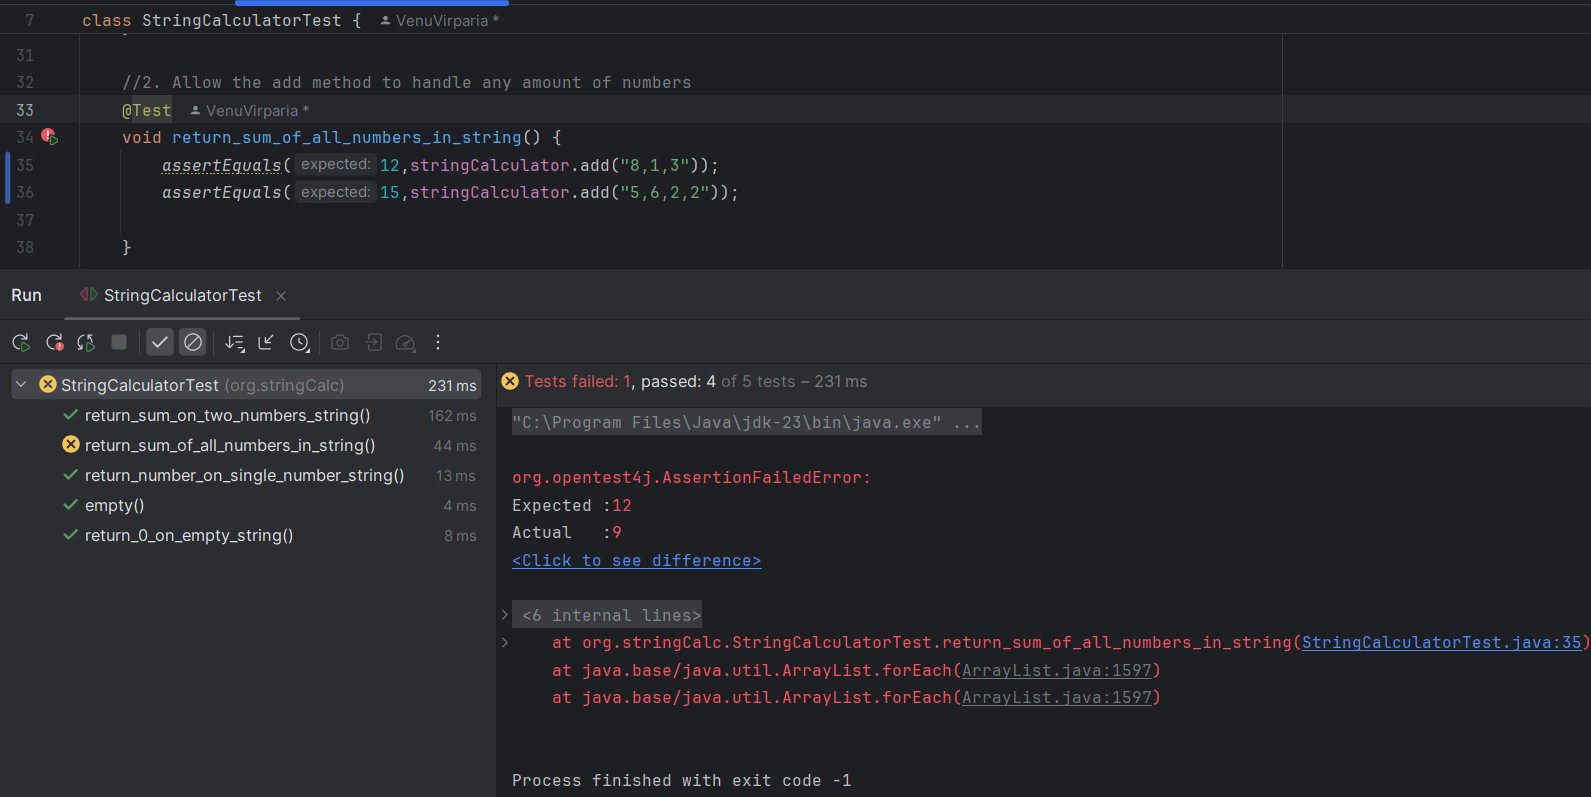 7 class StringCalculatorTest { VenuVirparia *
31
32 //2. Allow the add method to handle any amount of numbers
33 @Test VenuVirparia *
34 void return_sum_of_all_numbers_in_string() {
35 assertEquals( expected: 12,stringCalculator.add("8,1,3"));
36 assertEquals( expected: 15,stringCalculator.add("5,6,2,2"));
37
38 }
Run StringCalculatorTest
StringCalculatorTest (org.stringCalc) 231 ms
return_sum_on_two_numbers_string() 162 ms
return_sum_of_all_numbers_in_string() 44 ms
return_number_on_single_number_string() 13 ms
empty() 4 ms
return_0_on_empty_string() 8 ms
Tests failed: 1, passed: 4 of 5 tests – 231 ms
"C:\Program Files\Java\jdk-23\bin\java.exe" ...
org.opentest4j.AssertionFailedError:
Expected :12
Actual   :9
<Click to see difference>
<6 internal lines>
at org.stringCalc.StringCalculatorTest.return_sum_of_all_numbers_in_string(StringCalculatorTest.java:35)
at java.base/java.util.ArrayList.forEach(ArrayList.java:1597)
at java.base/java.util.ArrayList.forEach(ArrayList.java:1597)
Process finished with exit code -1